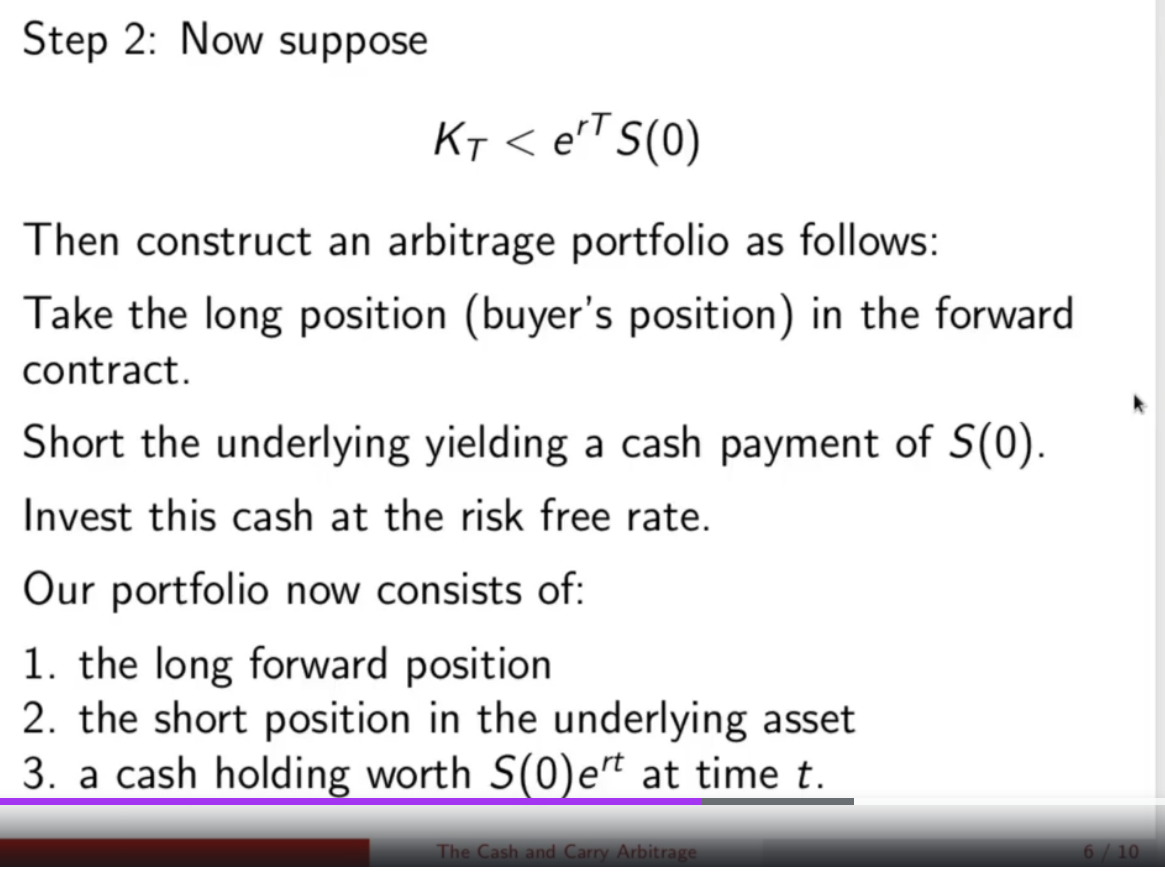 Step 2: Now suppose
K_T < e^{rT} S(0)
Then construct an arbitrage portfolio as follows:
Take the long position (buyer's position) in the forward
contract.
Short the underlying yielding a cash payment of S(0).
Invest this cash at the risk free rate.
Our portfolio now consists of:
1. the long forward position
2. the short position in the underlying asset
3. a cash holding worth S(0)e^{rt} at time t.
The Cash and Carry Arbitrage 6 / 10